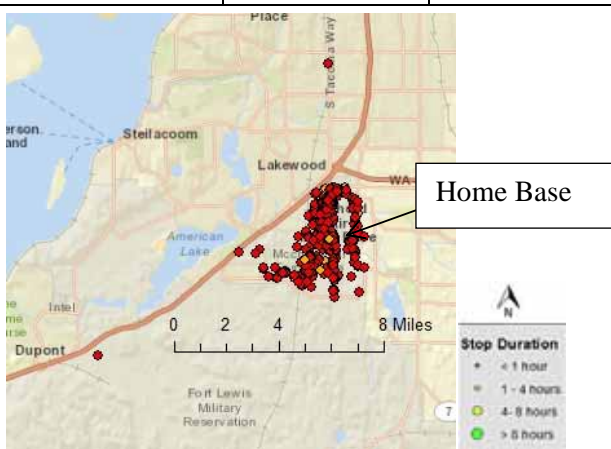 Place
S Tacoma Way
erson
and
Steilacoom
Lakewood
WA
Home Base
American
Lake
Intel
0 2 4 8 Miles
Dupont
Fort Lewis
Military
Reservation
7
N
Stop Duration
< 1 hour
1 - 4 hours
4- 8 hours
> 8 hours